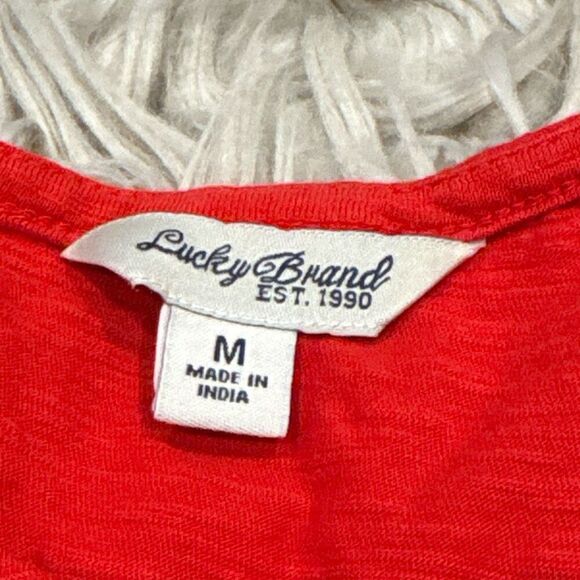 Lucky Brand
EST. 1990
M
MADE IN
INDIA